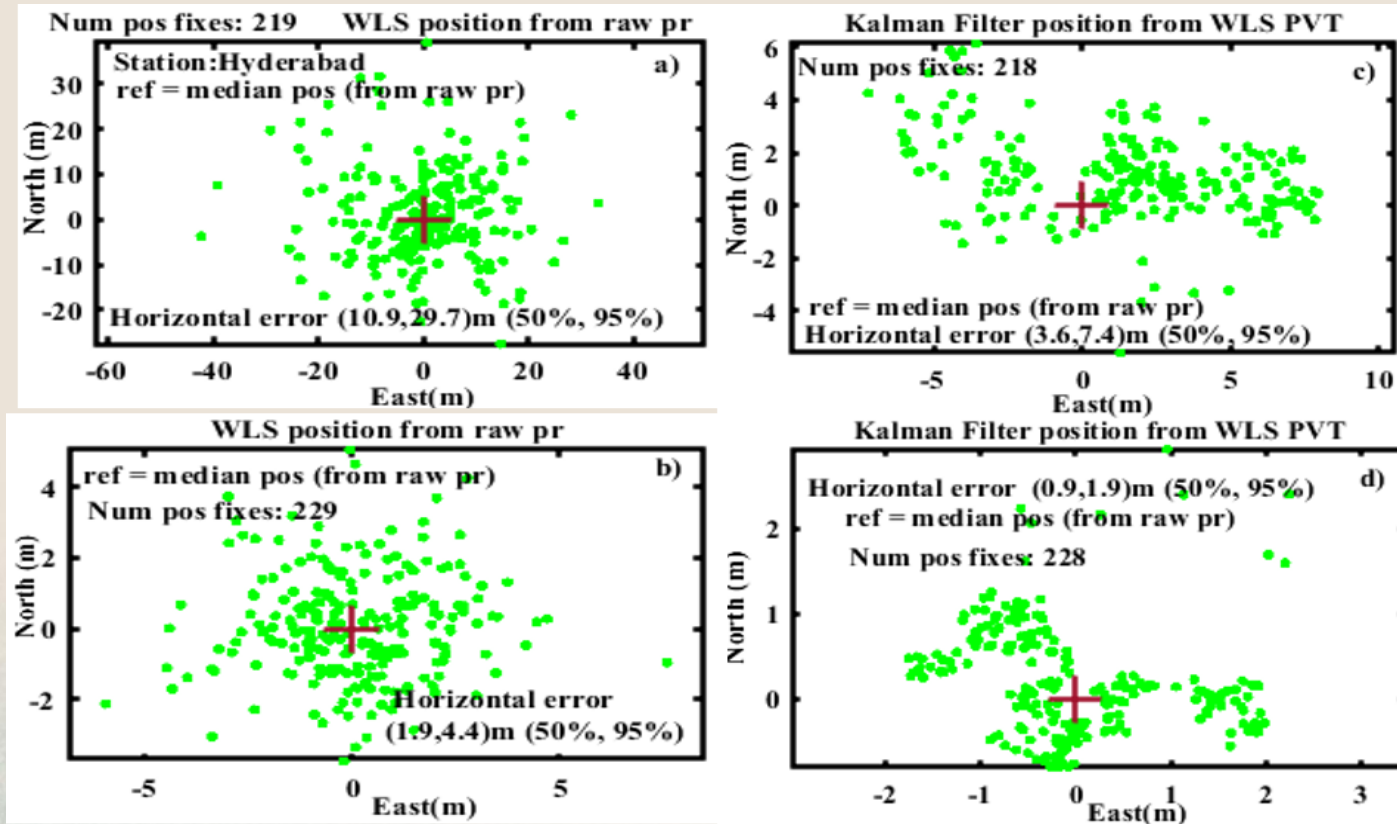 Num pos fixes: 219 WLS position from raw pr
Station:Hyderabad
a)
ref = median pos (from raw pr)
30
20
10
0
-10
-20
North (m)
Horizontal error (10.9,29.7)m (50%, 95%)
-60 -40 -20 0 20 40
East(m)
Kalman Filter position from WLS PVT
Num pos fixes: 218
c)
6
4
2
0
-2
-4
North (m)
ref = median pos (from raw pr)
Horizontal error (3.6,7.4)m (50%, 95%)
-5 0 5 10
East(m)
WLS position from raw pr
ref = median pos (from raw pr)
b)
Num pos fixes: 229
4
2
0
-2
North (m)
Horizontal error
(1.9,4.4)m (50%, 95%)
-5 0 5
East(m)
Kalman Filter position from WLS PVT
Horizontal error (0.9,1.9)m (50%, 95%)
d)
ref = median pos (from raw pr)
Num pos fixes: 228
2
1
0
North (m)
-2 -1 0 1 2 3
East(m)